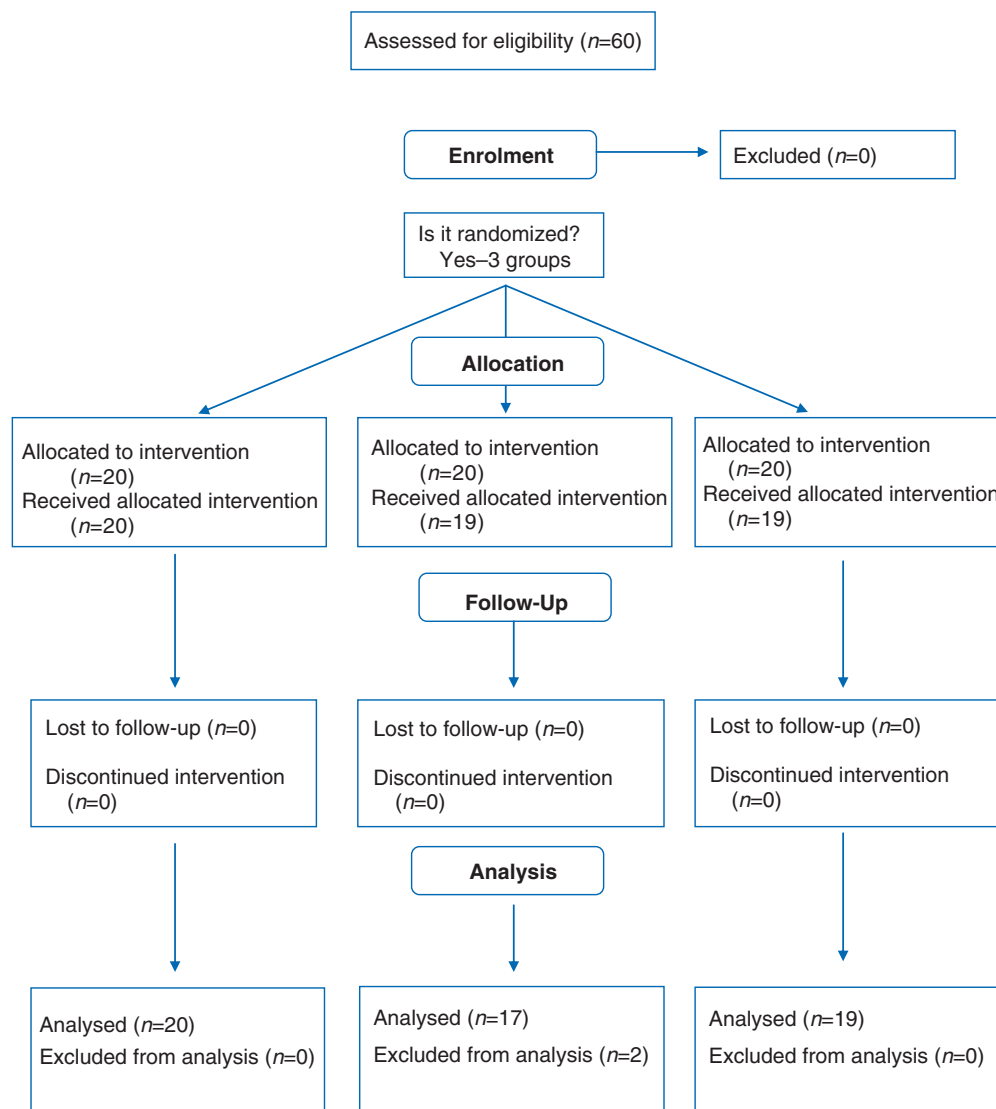 Assessed for eligibility (n=60)
Enrolment
Excluded (n=0)
Is it randomized?
Yes–3 groups
Allocation
Allocated to intervention
(n=20)
Received allocated intervention
(n=20)
Allocated to intervention
(n=20)
Received allocated intervention
(n=19)
Allocated to intervention
(n=20)
Received allocated intervention
(n=19)
Follow-Up
Lost to follow-up (n=0)
Discontinued intervention
(n=0)
Lost to follow-up (n=0)
Discontinued intervention
(n=0)
Lost to follow-up (n=0)
Discontinued intervention
(n=0)
Analysis
Analysed (n=20)
Excluded from analysis (n=0)
Analysed (n=17)
Excluded from analysis (n=2)
Analysed (n=19)
Excluded from analysis (n=0)